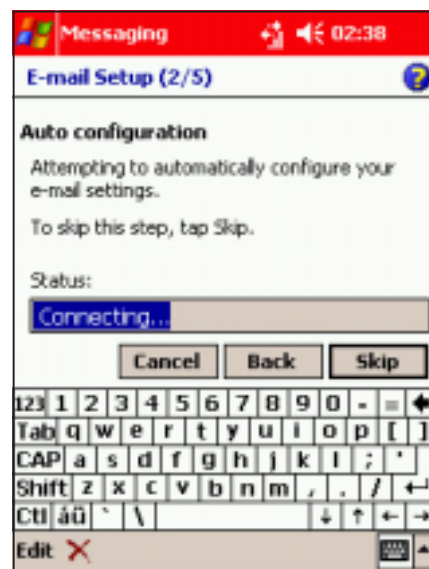 Messaging 02:38
E-mail Setup (2/5)
Auto configuration
Attempting to automatically configure your
e-mail settings.
To skip this step, tap Skip.
Status:
Connecting...
Cancel Back Skip
123 1 2 3 4 5 6 7 8 9 0 - =
Tab q w e r t y u i o p [ ]
CAP a s d f g h j k l ; '
Shift z x c v b n m , . /
Ctl áü ` \
Edit